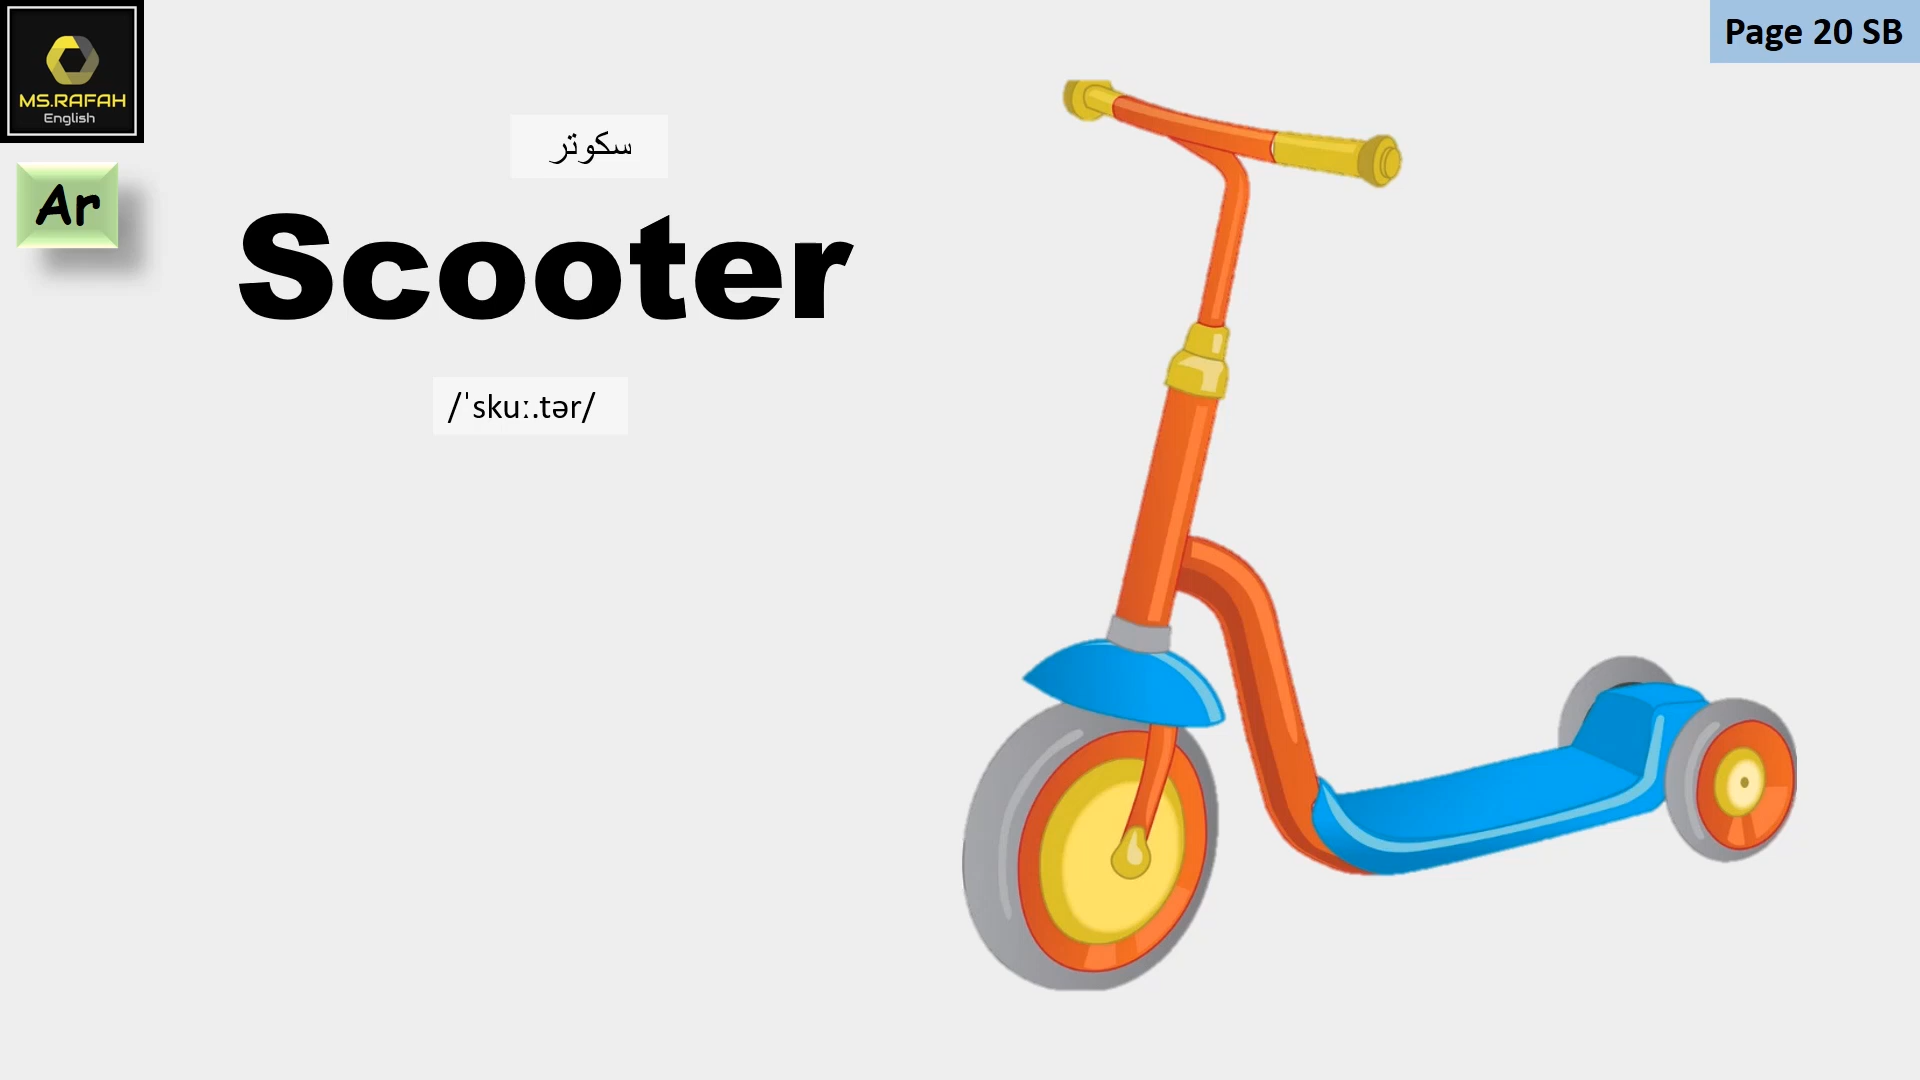 MS.RAFAH
English
Page 20 SB
Ar
سكوتر
Scooter
/ˈskuː.tər/